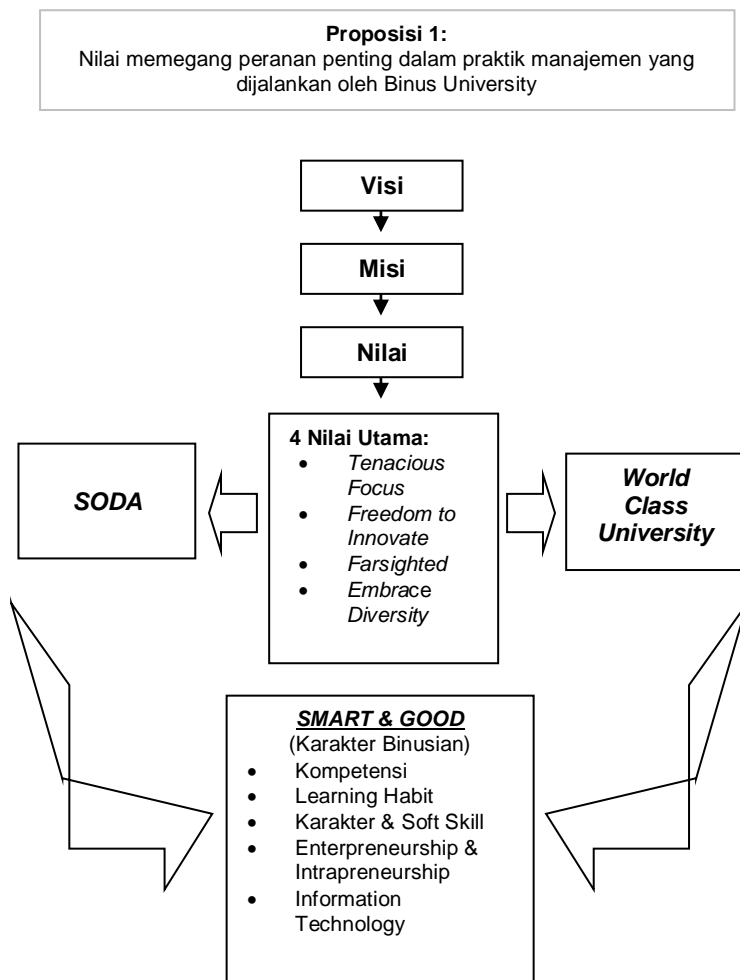 Proposisi 1:
Nilai memegang peranan penting dalam praktik manajemen yang
dijalankan oleh Binus University
Visi
Misi
Nilai
SODA
4 Nilai Utama:
• Tenacious
Focus
• Freedom to
Innovate
• Farsighted
• Embrace
Diversity
World
Class
University
SMART & GOOD
(Karakter Binusian)
• Kompetensi
• Learning Habit
• Karakter & Soft Skill
• Enterpreneurship &
Intrapreneurship
• Information
Technology